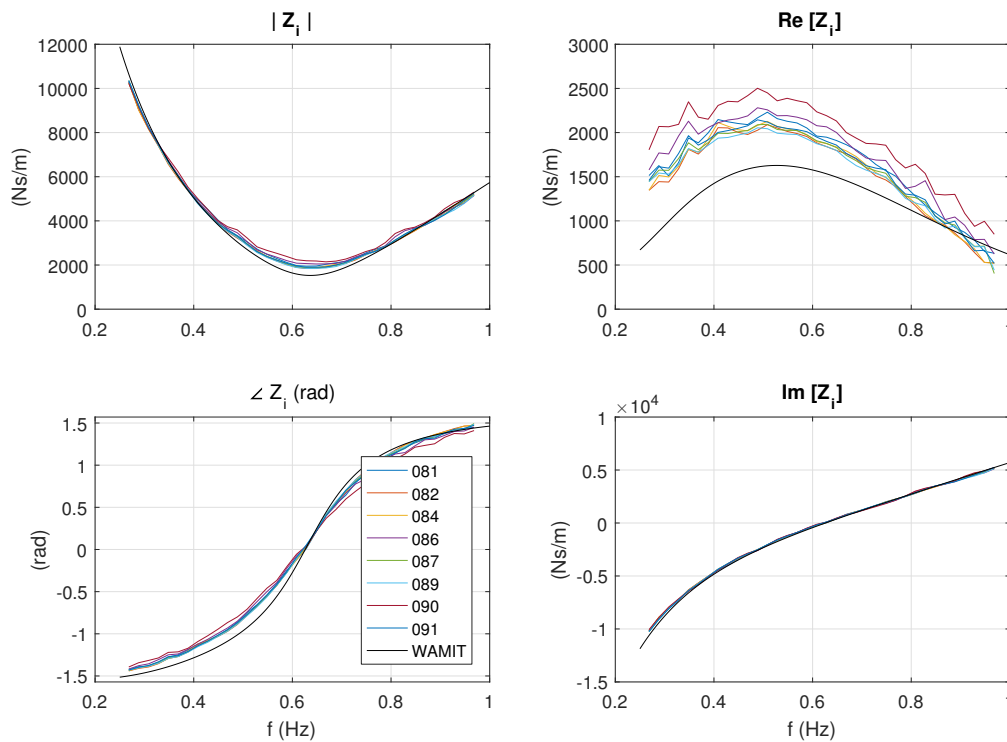 | Z_i |
(Ns/m)
12000
10000
8000
6000
4000
2000
0
0.2 0.4 0.6 0.8 1
Re [Z_i]
(Ns/m)
3000
2500
2000
1500
1000
500
0
0.2 0.4 0.6 0.8
∠ Z_i (rad)
(rad)
1.5
1
0.5
0
-0.5
-1
-1.5
0.2 0.4 0.6 0.8 1
f (Hz)
081
082
084
086
087
089
090
091
WAMIT
Im [Z_i]
× 10^4
(Ns/m)
1
0.5
0
-0.5
-1
-1.5
0.2 0.4 0.6 0.8
f (Hz)